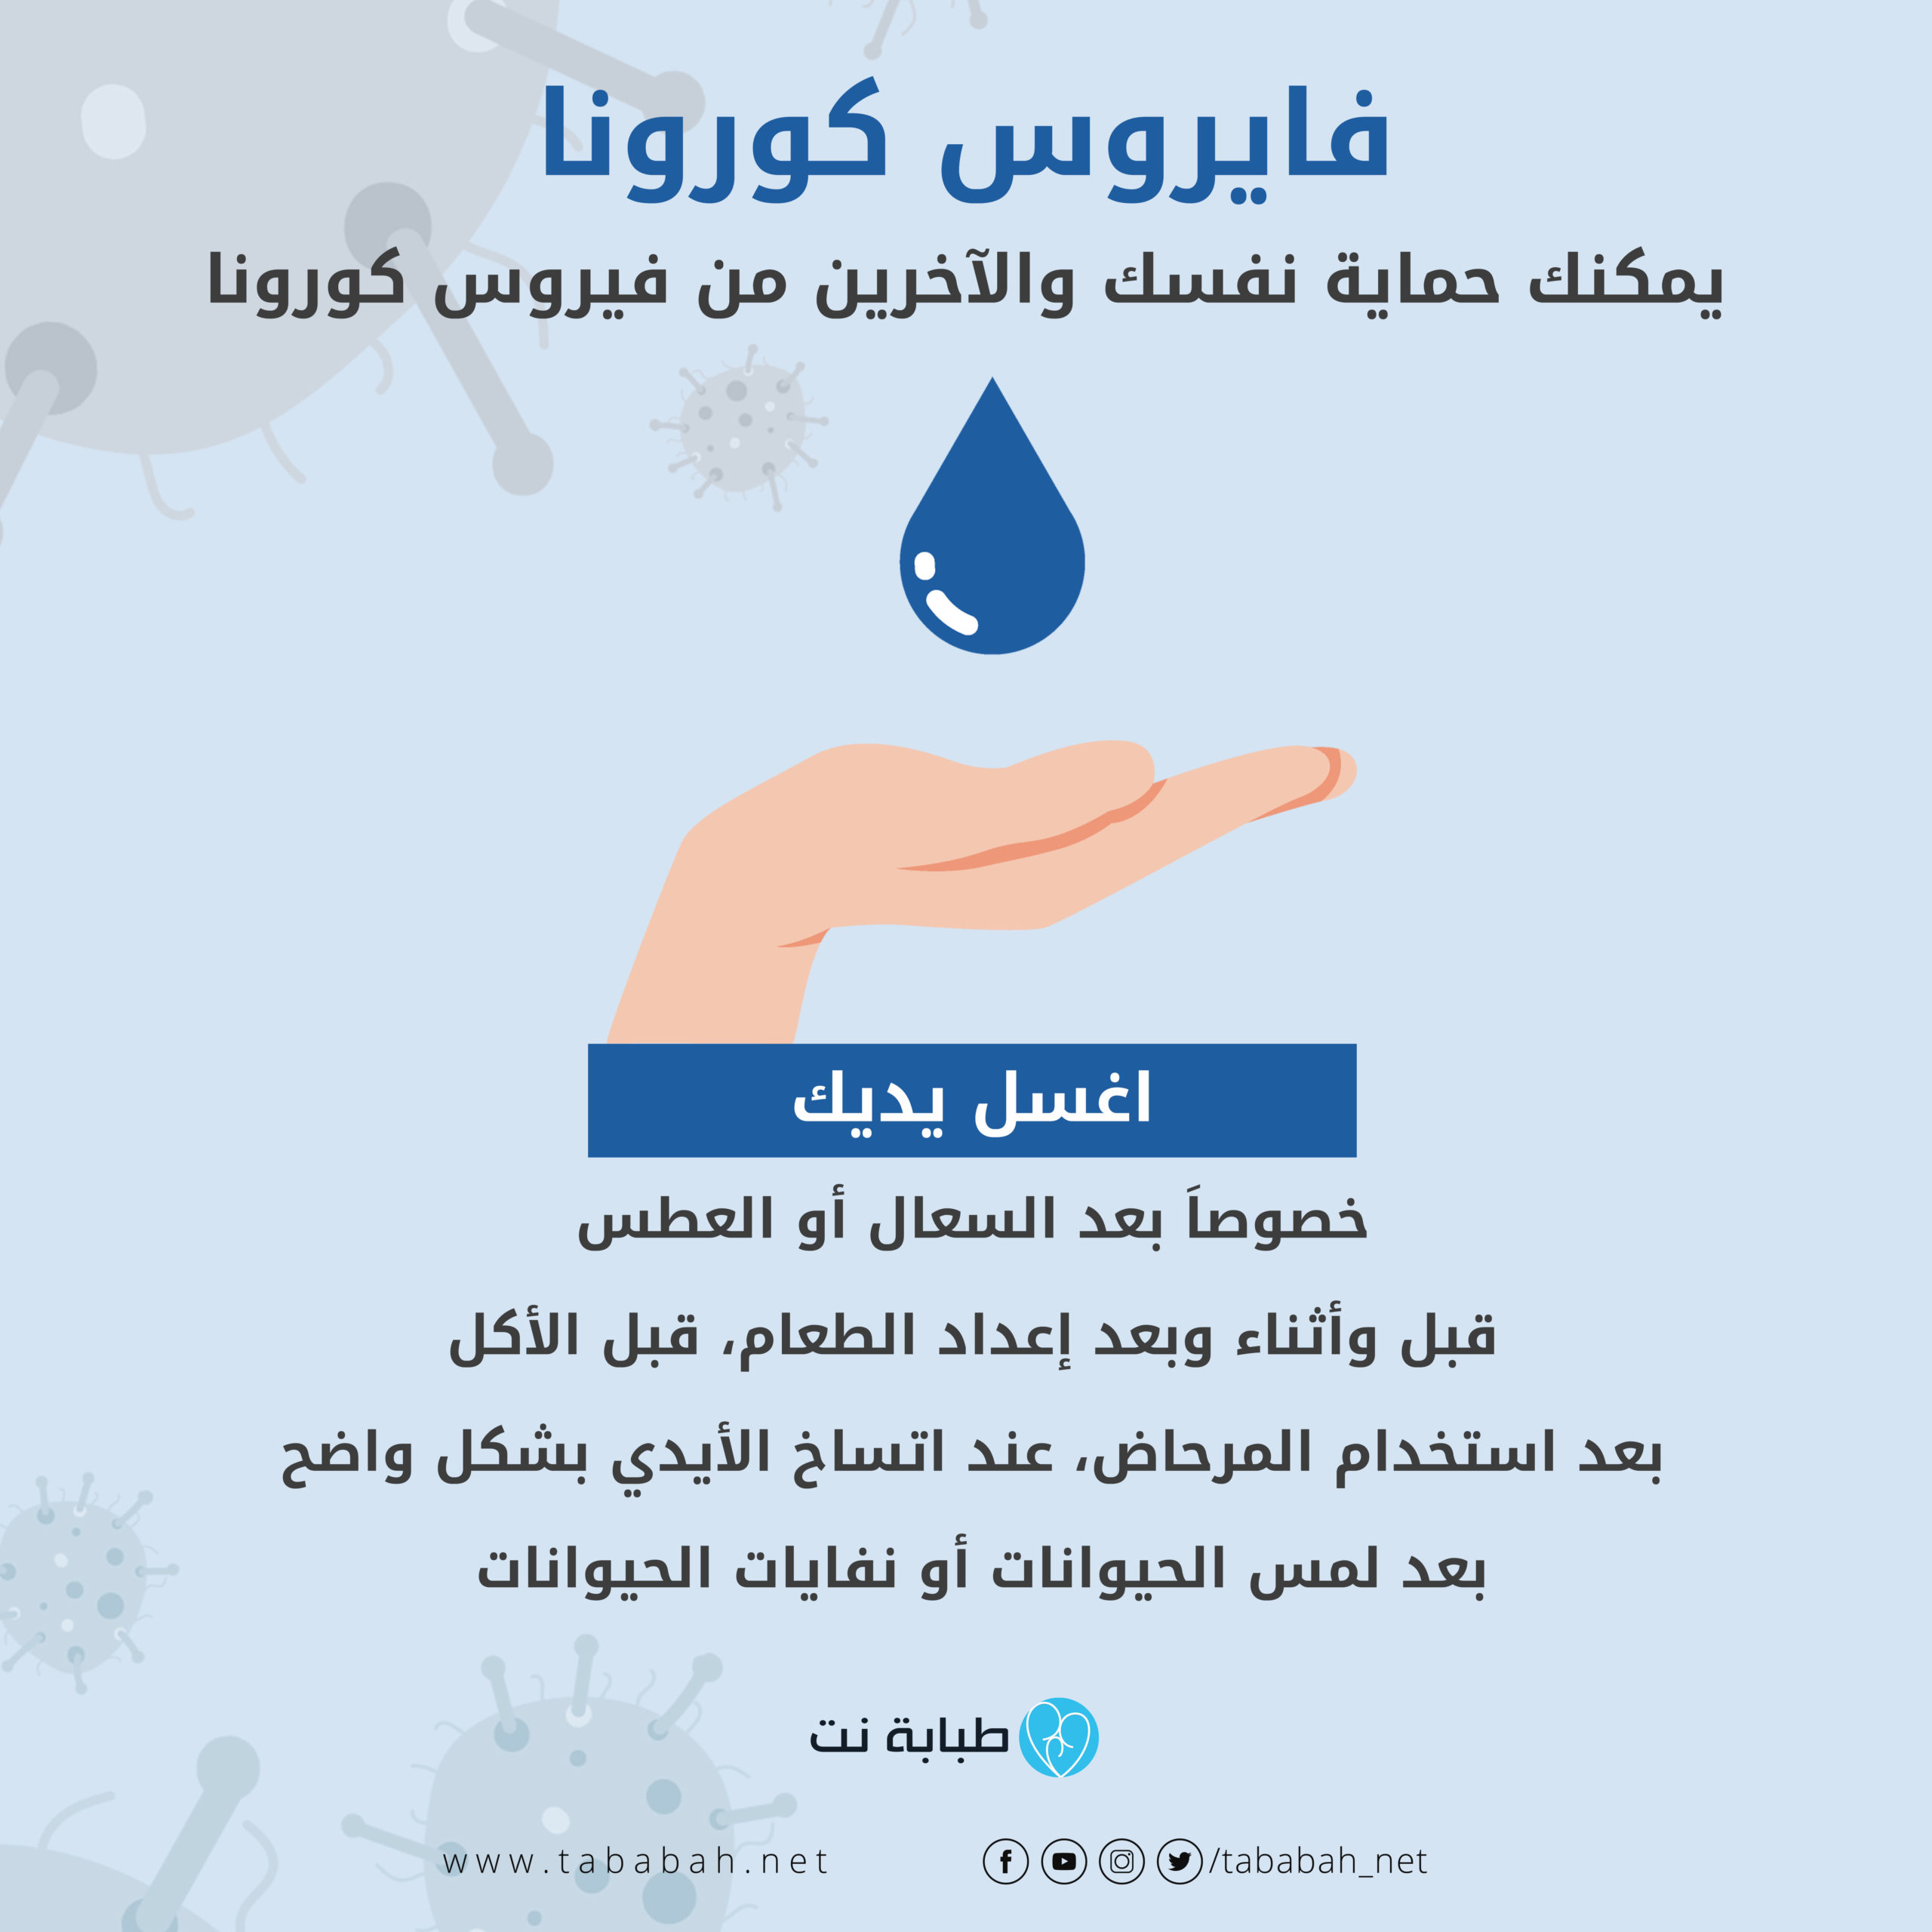 فايروس كورونا
يمكنك حماية نفسك والآخرين من فيروس كورونا
اغسل يديك
خصوصاً بعد السعال أو العطس
قبل وأثناء وبعد إعداد الطعام، قبل الأكل
بعد استخدام المرحاض، عند اتساخ الأيدي بشكل واضح
بعد لمس الحيوانات أو نفايات الحيوانات
طبابة نت
www.tababah.net
/tababah_net